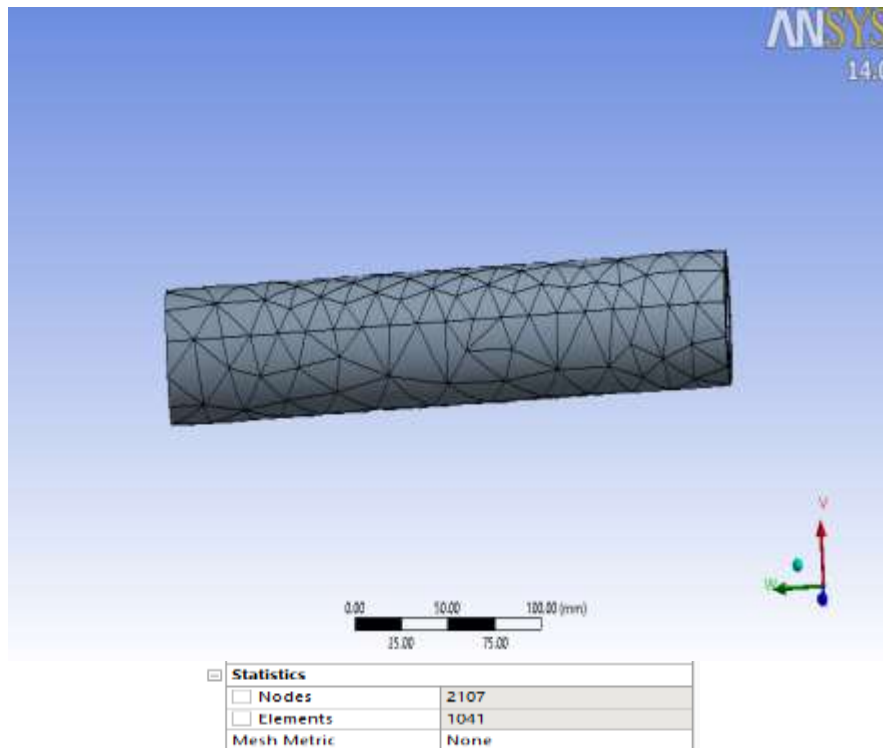 ANSYS
14.0
V
W
0.00 50.00 100.00 (mm)
25.00 75.00
Statistics
Nodes 2107
Elements 1041
Mesh Metric None